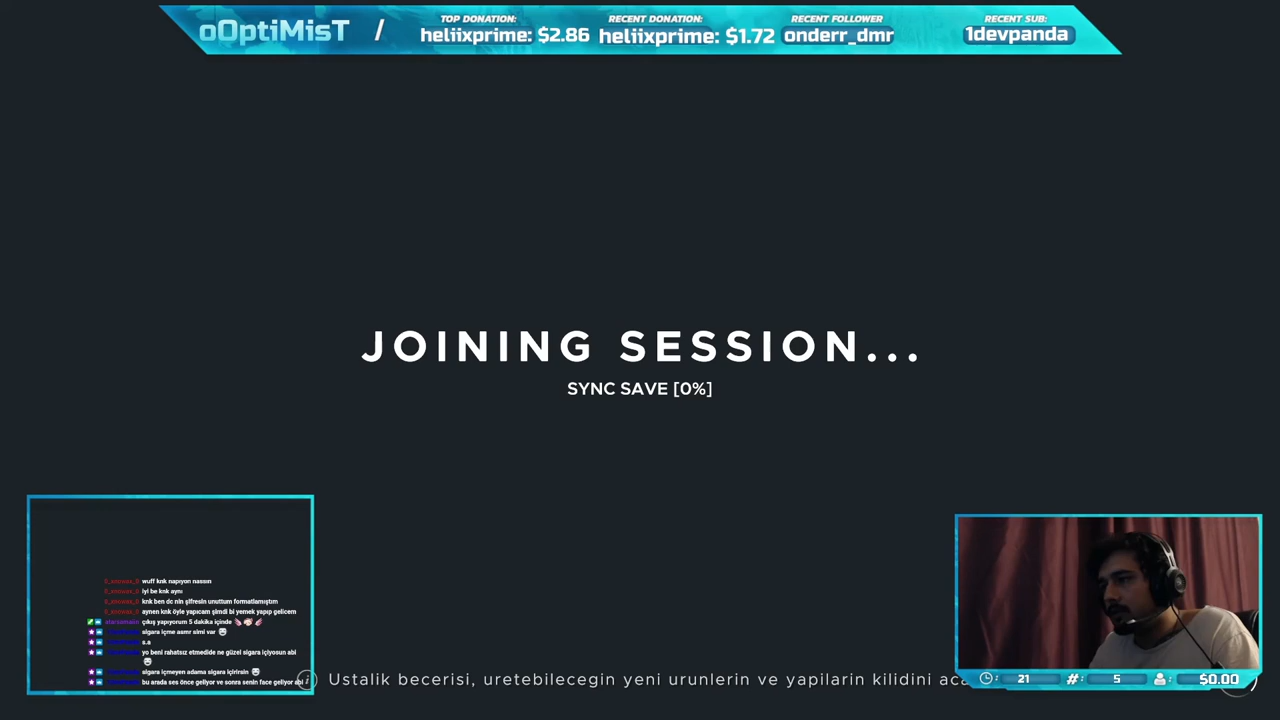 oOptiMisT / TOP DONATION: RECENT DONATION: RECENT FOLLOWER RECENT SUB:
heliixprime: $2.86 heliixprime: $1.72 onderr_dmr 1devpanda
JOINING SESSION...
SYNC SAVE [0%]
wuff knk napıyon nassın
iyi be knk aynı
knk ben dc nin şifresin unuttum formatlamıştım
aynen knk öyle yapıcam şimdi bi yemek yapıp gelicem
çıkış yapıyorum 5 dakika içinde
sigara içme asmr simi var
s.a
yo beni rahatsız etmedide ne güzel sigara içiyosun abi
sigara içmeyen adama sigara içirirsin
bu arada ses önce geliyor ve sonra senin face geliyor abi
Ustalik becerisi, uretebilecegin yeni urunlerin ve yapilarin kilidini aca
21 # 5 $0.00